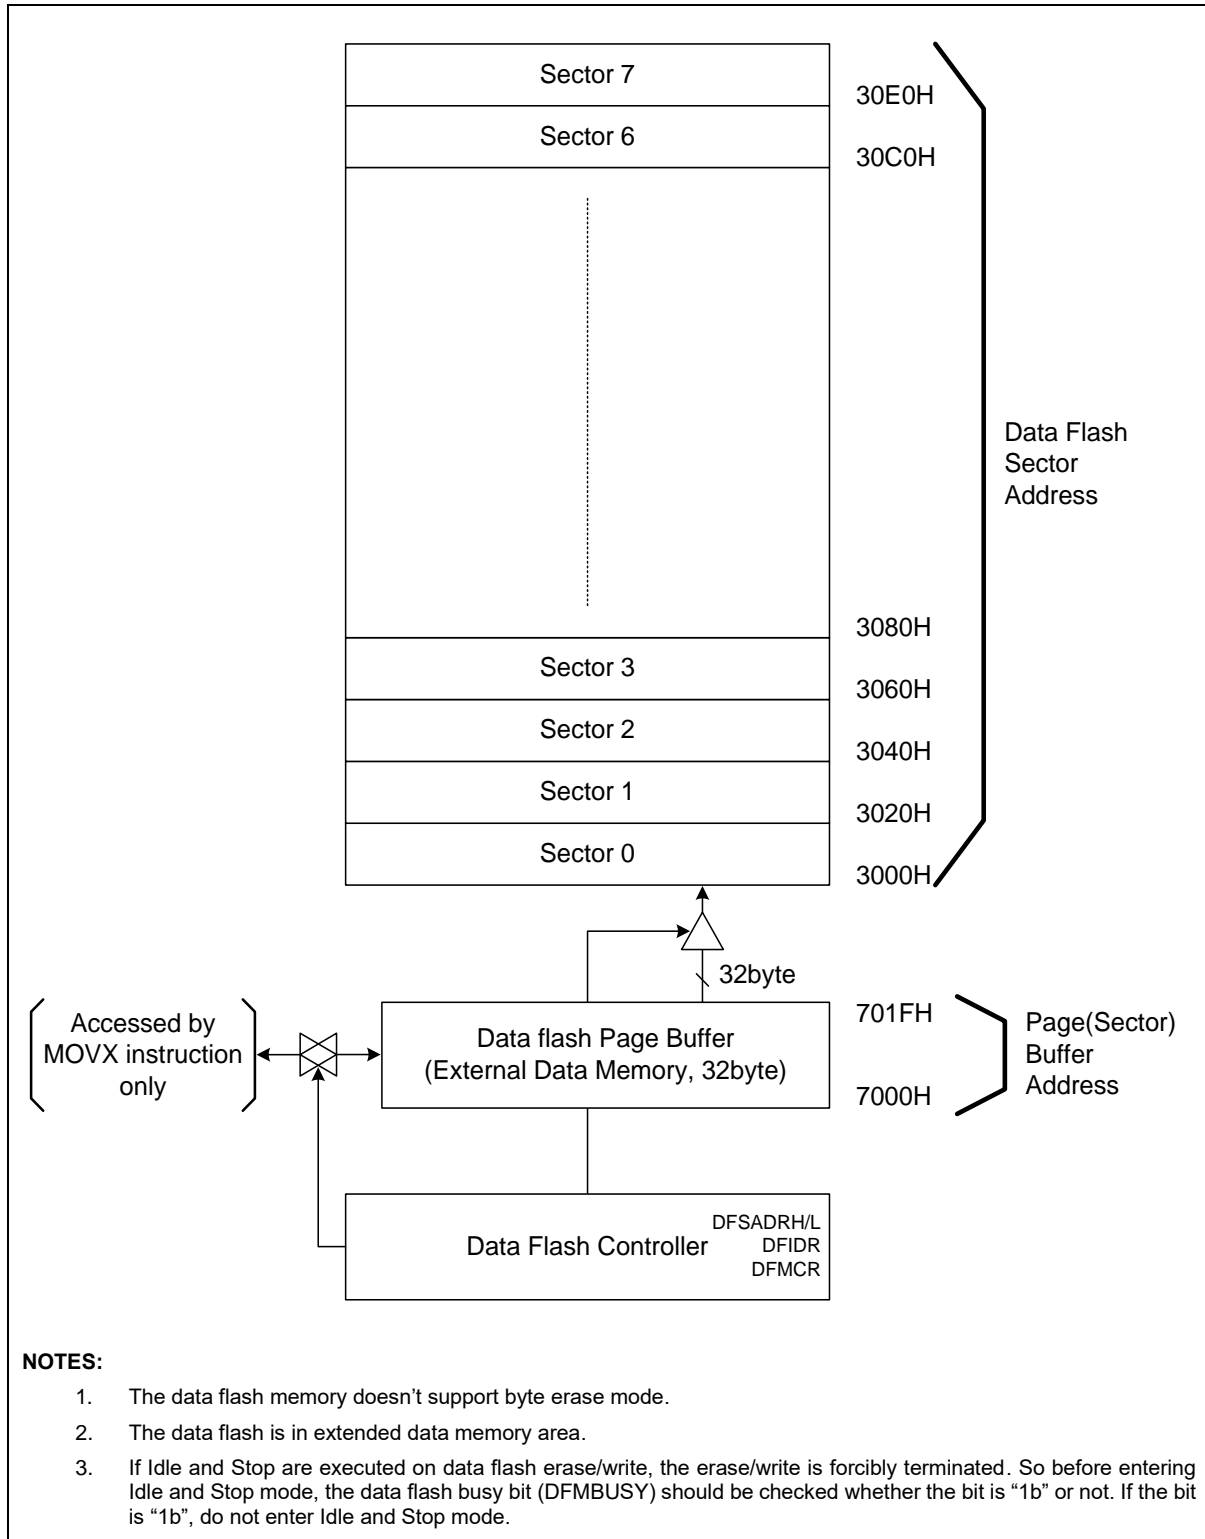 Sector 7
30E0H
Sector 6
30C0H
Data Flash
Sector
Address
3080H
Sector 3
3060H
Sector 2
3040H
Sector 1
3020H
Sector 0
3000H
32byte
Accessed by
MOVX instruction
only
Data flash Page Buffer
(External Data Memory, 32byte)
701FH
7000H
Page(Sector)
Buffer
Address
Data Flash Controller
DFSADRH/L
DFIDR
DFMCR
NOTES:
1. The data flash memory doesn’t support byte erase mode.
2. The data flash is in extended data memory area.
3. If Idle and Stop are executed on data flash erase/write, the erase/write is forcibly terminated. So before entering
Idle and Stop mode, the data flash busy bit (DFMBUSY) should be checked whether the bit is “1b” or not. If the bit
is “1b”, do not enter Idle and Stop mode.